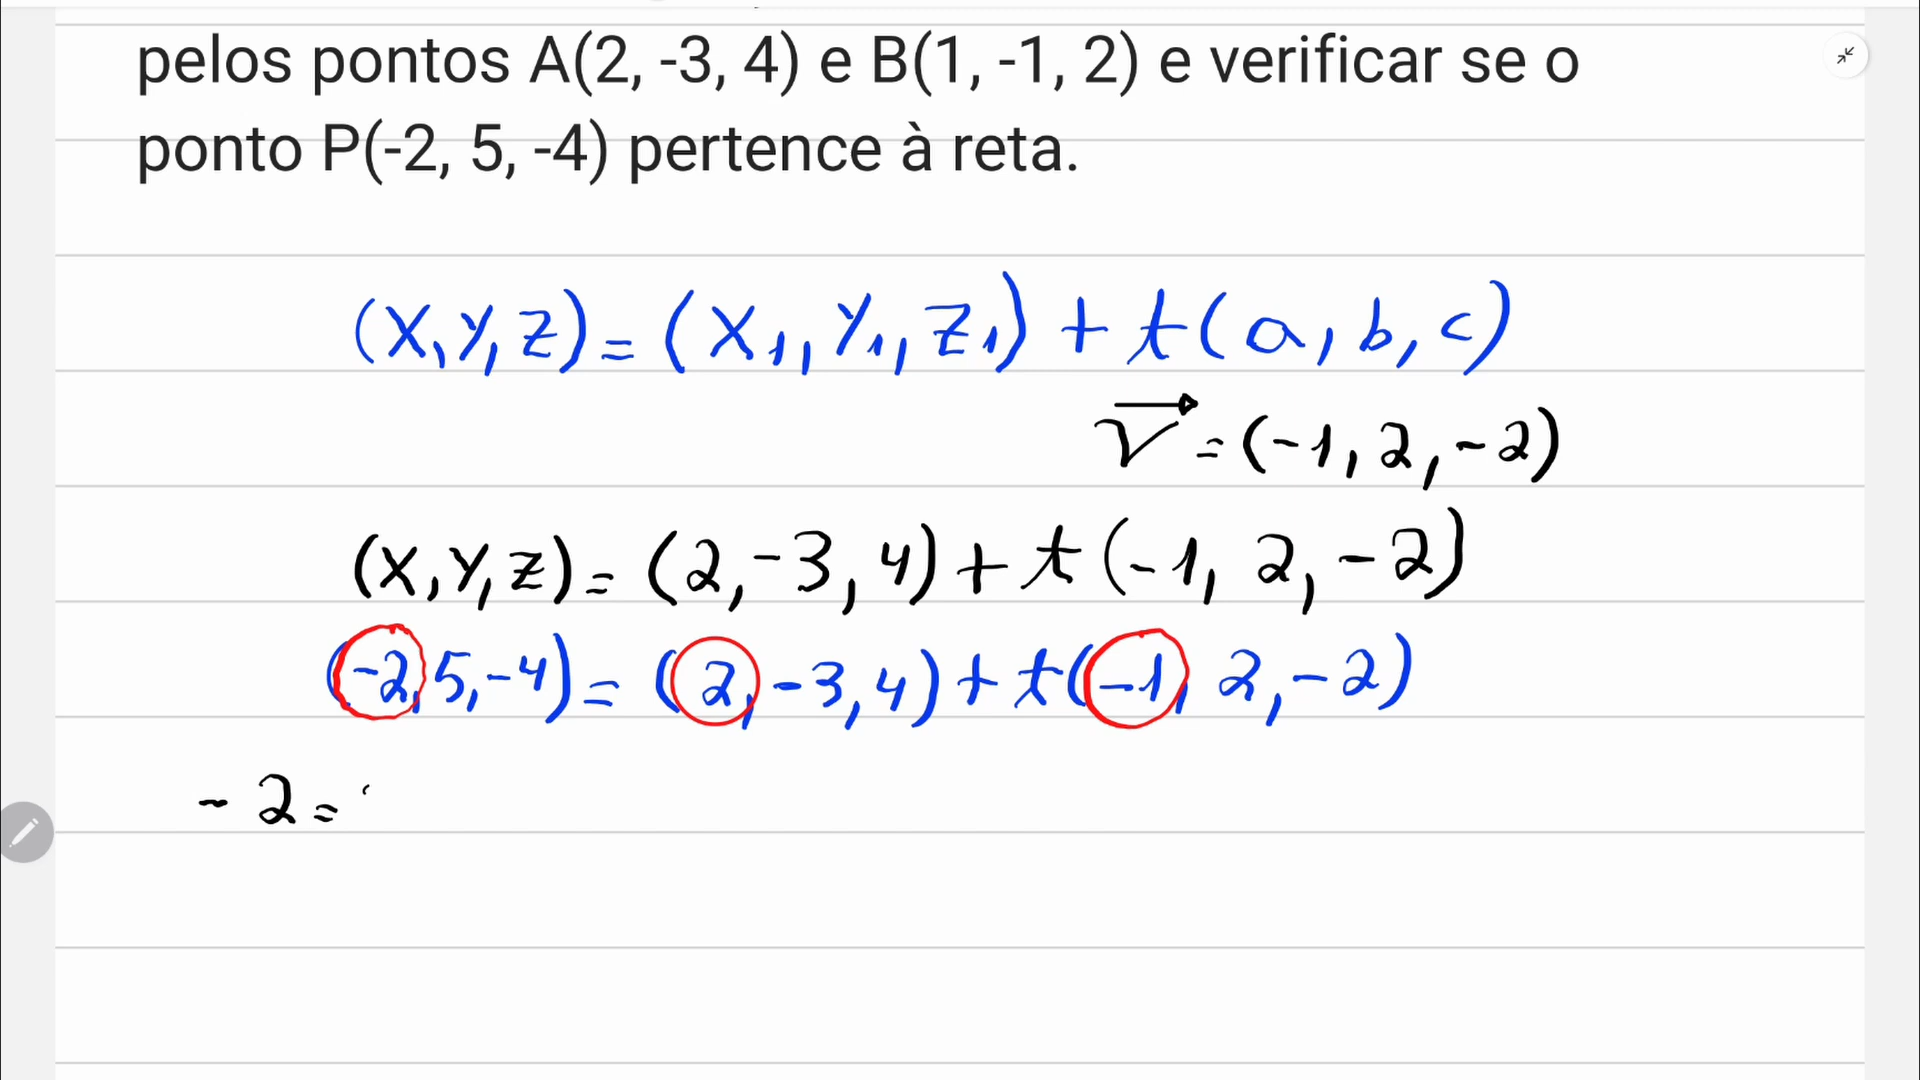 pelos pontos A(2, -3, 4) e B(1, -1, 2) e verificar se o
ponto P(-2, 5, -4) pertence à reta.
(x,y,z)=(x₁,y₁,z₁)+t(a,b,c)
v⃗=(-1,2,-2)
(x,y,z)=(2,-3,4)+t(-1,2,-2)
(-2,5,-4)=(2,-3,4)+t(-1,2,-2)
-2=